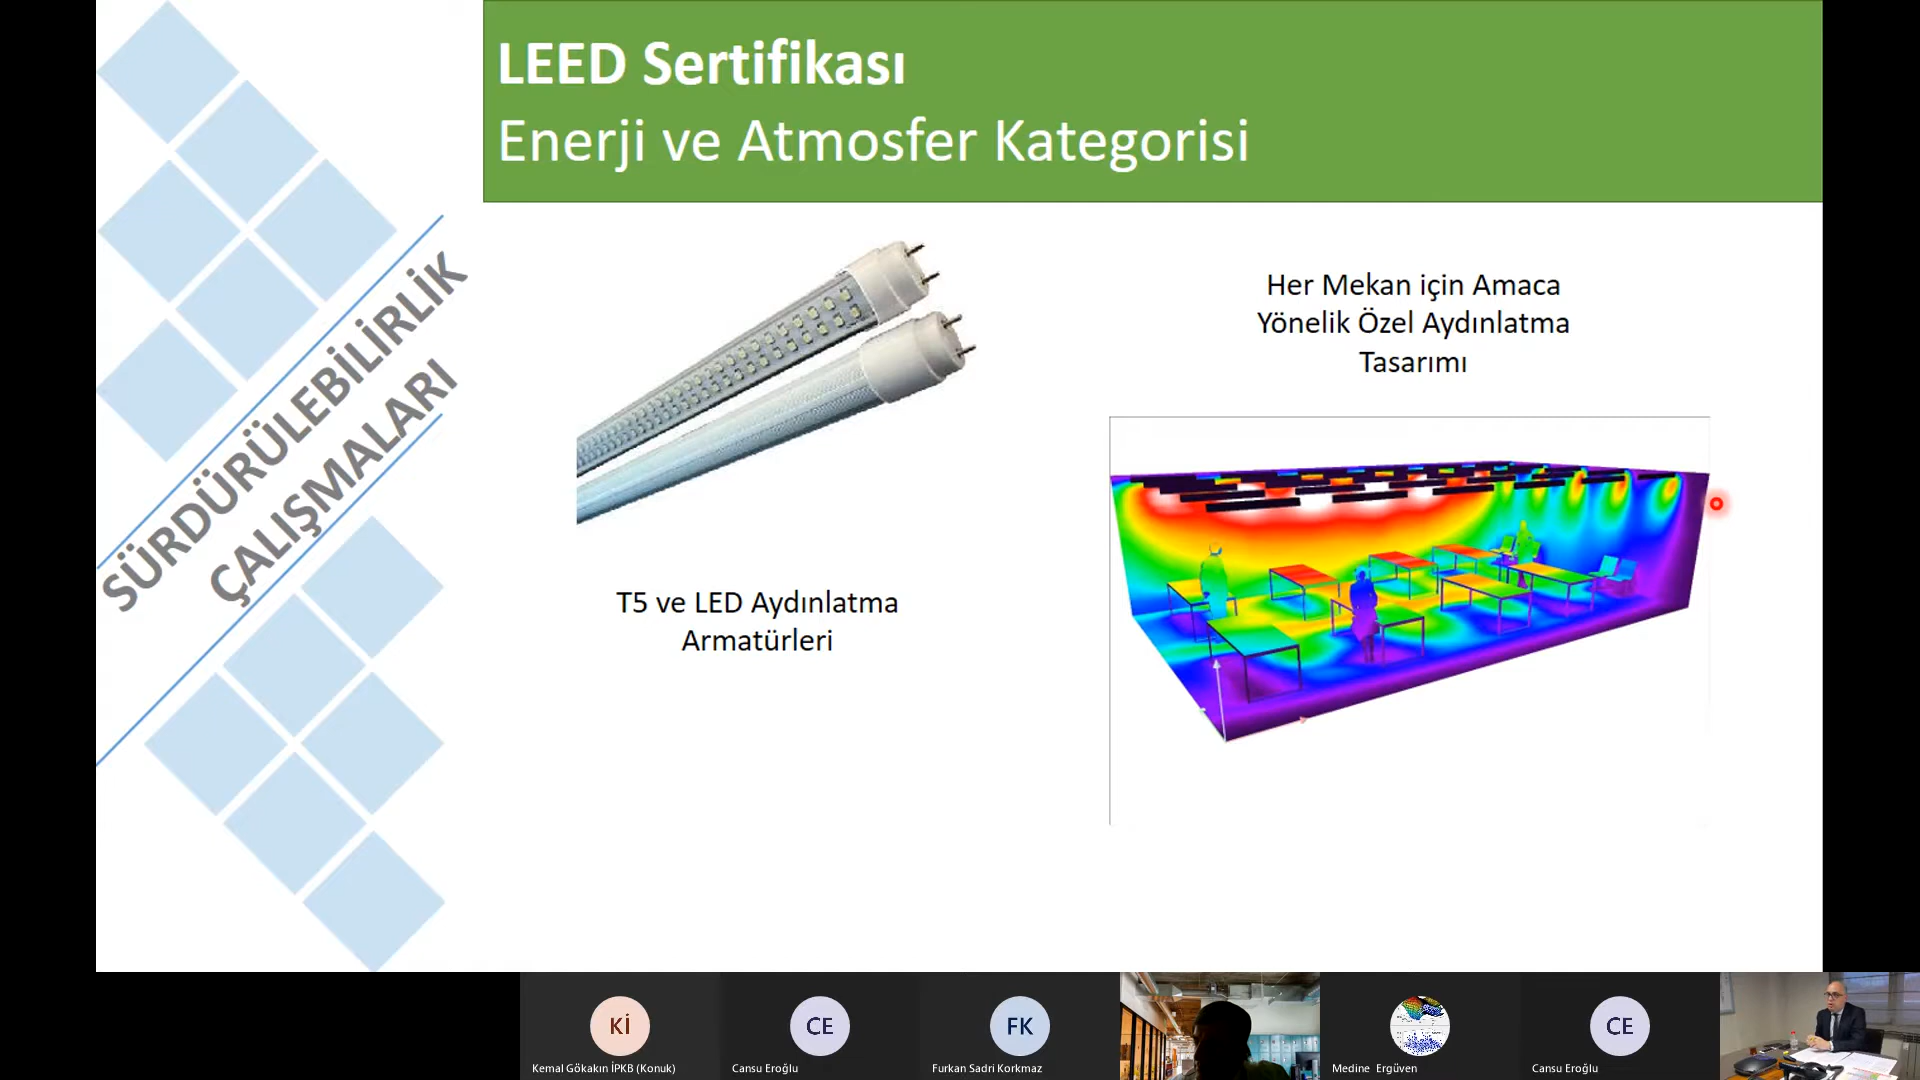 LEED Sertifikası
Enerji ve Atmosfer Kategorisi
SÜRDÜRÜLEBİLİRLİK
ÇALIŞMALARI
T5 ve LED Aydınlatma
Armatürleri
Her Mekan için Amaca
Yönelik Özel Aydınlatma
Tasarımı
Kİ
Kemal Gökakın İPKB (Konuk)
CE
Cansu Eroğlu
FK
Furkan Sadri Korkmaz
Medine Ergüven
CE
Cansu Eroğlu